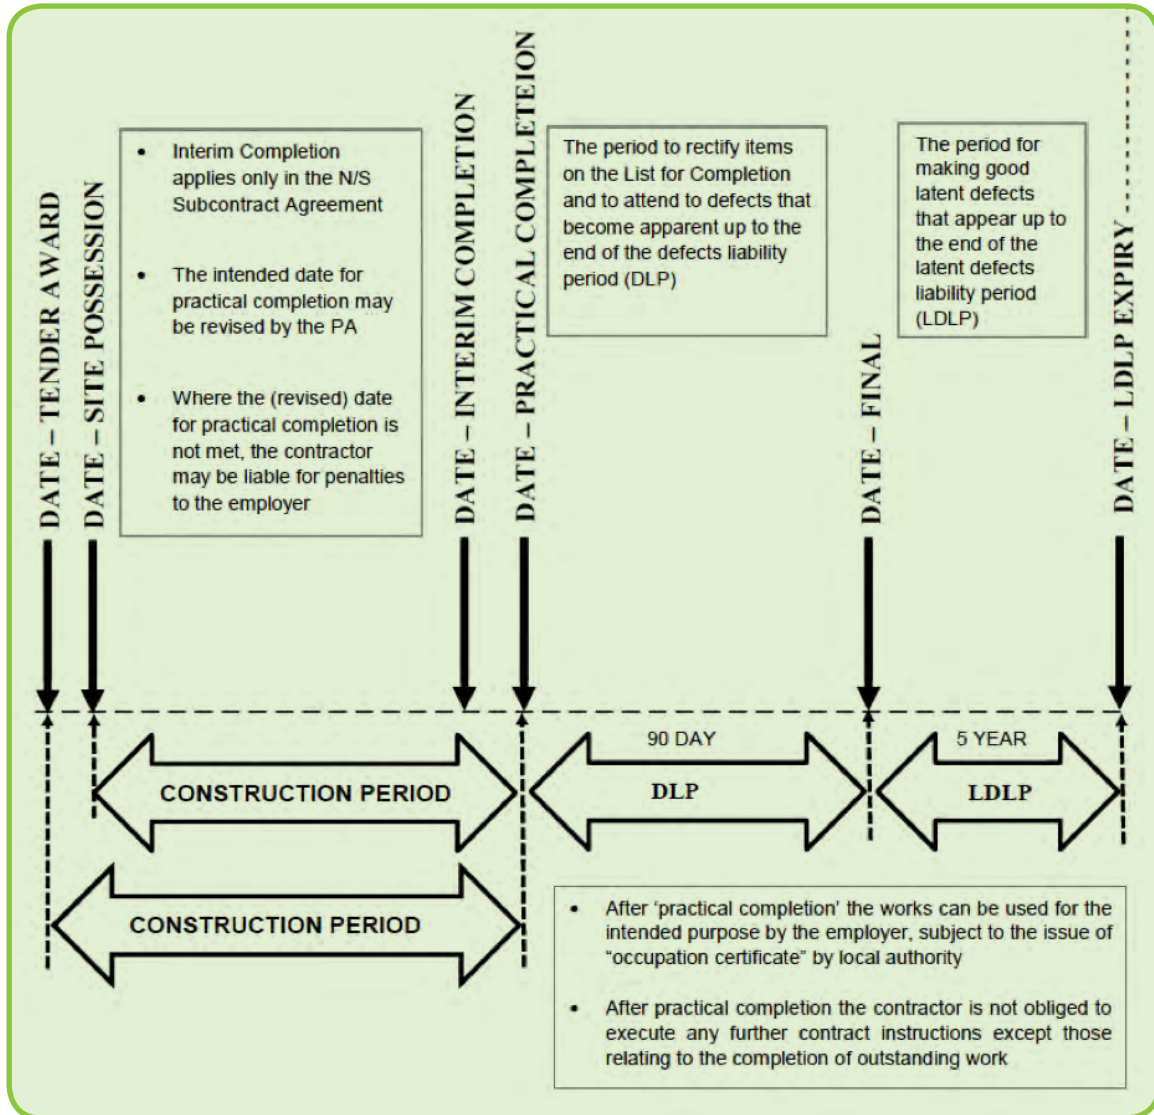 DATE – TENDER AWARD
DATE – SITE POSSESSION
• Interim Completion
applies only in the N/S
Subcontract Agreement
• The intended date for
practical completion may
be revised by the PA
• Where the (revised) date
for practical completion is
not met, the contractor
may be liable for penalties
to the employer
DATE – INTERIM COMPLETION
DATE – PRACTICAL COMPLETEION
The period to rectify items
on the List for Completion
and to attend to defects that
become apparent up to the
end of the defects liability
period (DLP)
DATE – FINAL
The period for
making good
latent defects
that appear up to
the end of the
latent defects
liability period
(LDLP)
DATE – LDLP EXPIRY
CONSTRUCTION PERIOD
90 DAY
DLP
5 YEAR
LDLP
CONSTRUCTION PERIOD
• After ‘practical completion’ the works can be used for the
intended purpose by the employer, subject to the issue of
“occupation certificate” by local authority
• After practical completion the contractor is not obliged to
execute any further contract instructions except those
relating to the completion of outstanding work